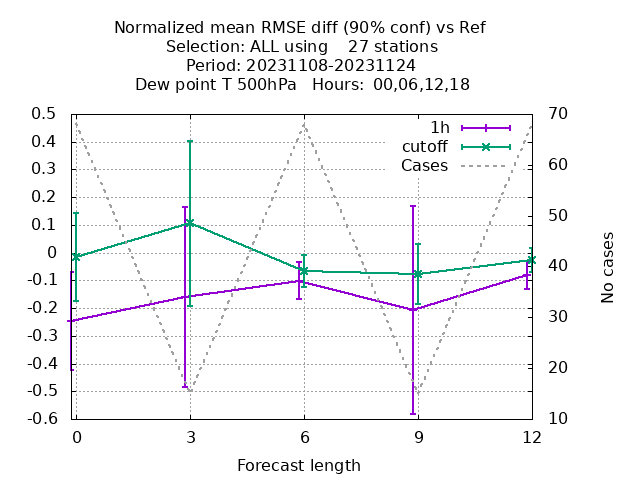 Normalized mean RMSE diff (90% conf) vs Ref
Selection: ALL using    27 stations
Period: 20231108-20231124
Dew point T 500hPa   Hours: 00,06,12,18
0.5
0.4
0.3
0.2
0.1
0
-0.1
-0.2
-0.3
-0.4
-0.5
-0.6
70
60
50
40
30
20
10
1h
cutoff
Cases
No cases
0 3 6 9 12
Forecast length